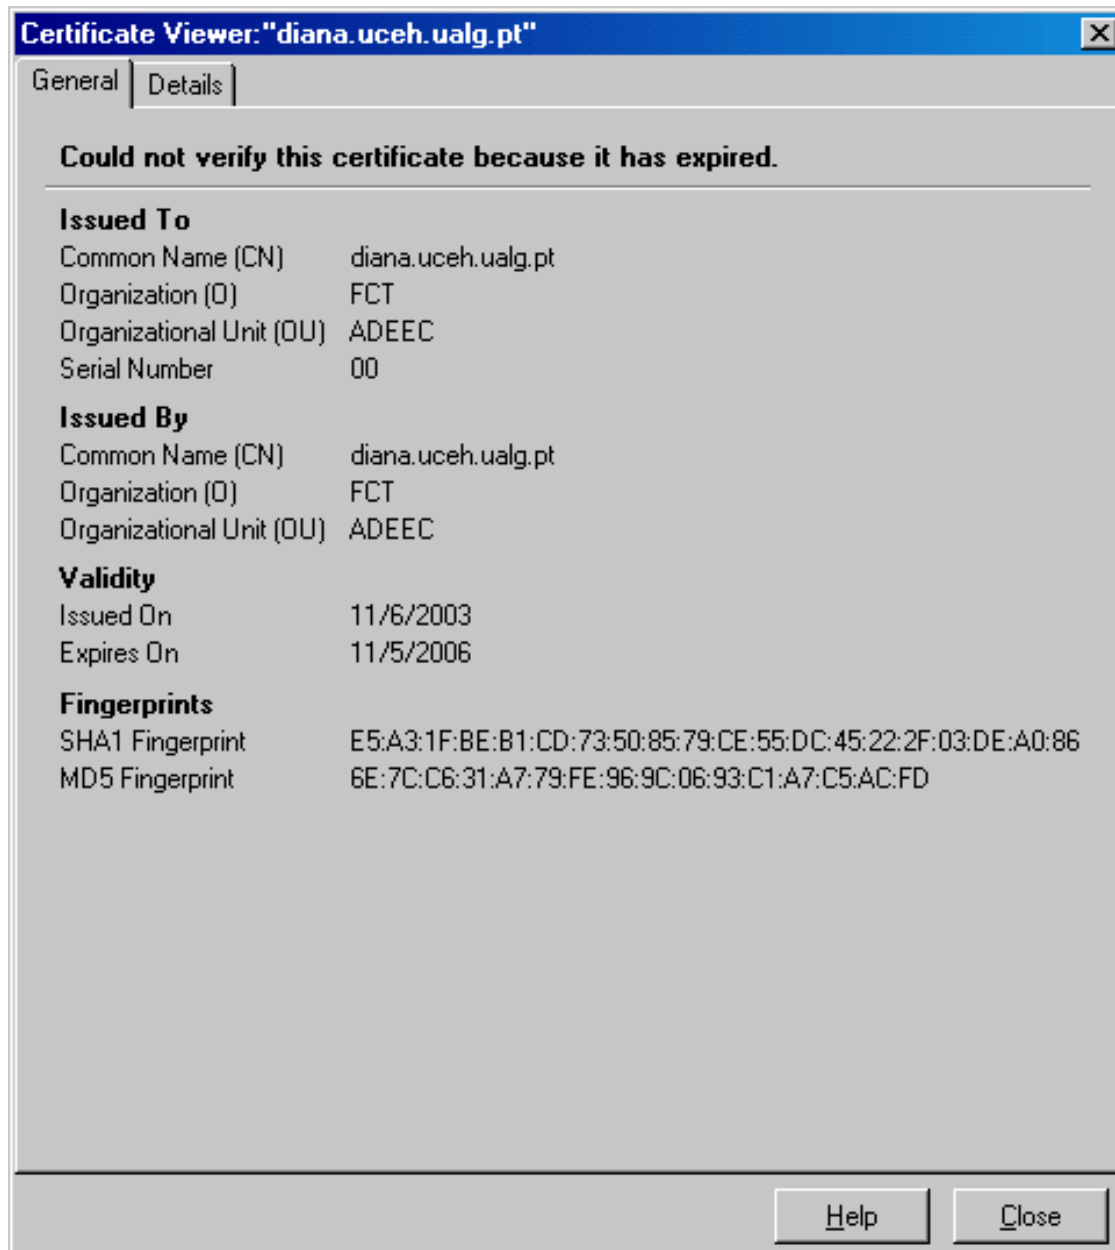 Certificate Viewer:"diana.uceh.ualg.pt"
General Details
Could not verify this certificate because it has expired.
Issued To
Common Name (CN) diana.uceh.ualg.pt
Organization (O) FCT
Organizational Unit (OU) ADEEC
Serial Number 00
Issued By
Common Name (CN) diana.uceh.ualg.pt
Organization (O) FCT
Organizational Unit (OU) ADEEC
Validity
Issued On 11/6/2003
Expires On 11/5/2006
Fingerprints
SHA1 Fingerprint E5:A3:1F:BE:B1:CD:73:50:85:79:CE:55:DC:45:22:2F:03:DE:A0:86
MD5 Fingerprint 6E:7C:C6:31:A7:79:FE:96:9C:06:93:C1:A7:C5:AC:FD
Help Close